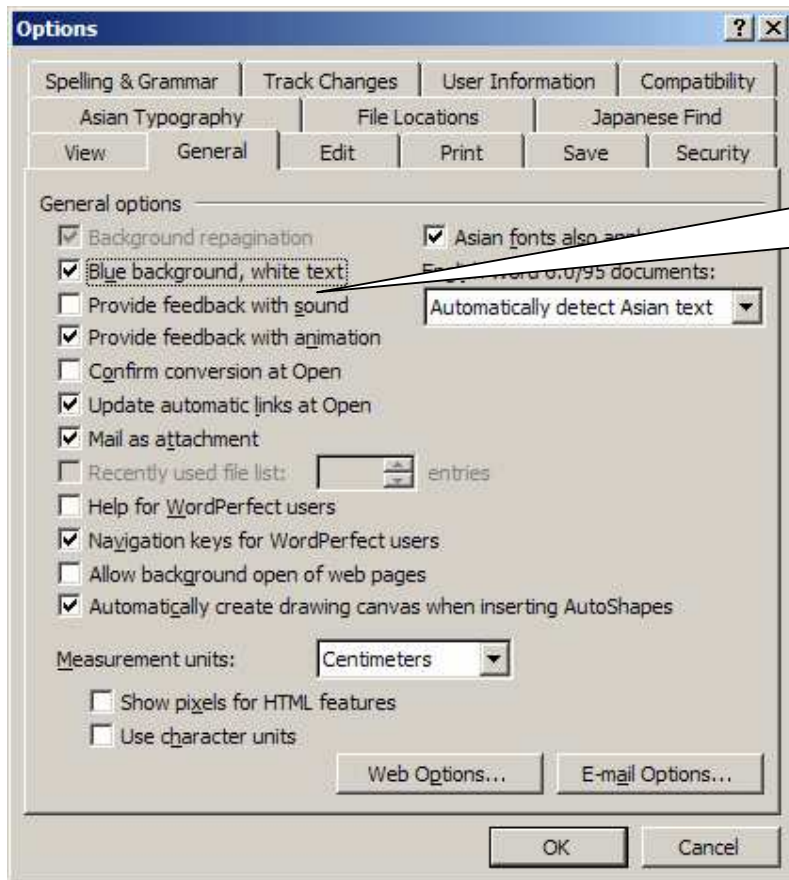 Options
Spelling & Grammar Track Changes User Information Compatibility
Asian Typography File Locations Japanese Find
View General Edit Print Save Security
General options
Background repagination
Blue background, white text
Provide feedback with sound
Provide feedback with animation
Confirm conversion at Open
Update automatic links at Open
Mail as attachment
Recently used file list: entries
Help for WordPerfect users
Navigation keys for WordPerfect users
Allow background open of web pages
Automatically create drawing canvas when inserting AutoShapes
Asian fonts also
6.0/95 documents:
Automatically detect Asian text
Measurement units: Centimeters
Show pixels for HTML features
Use character units
Web Options... E-mail Options...
OK Cancel